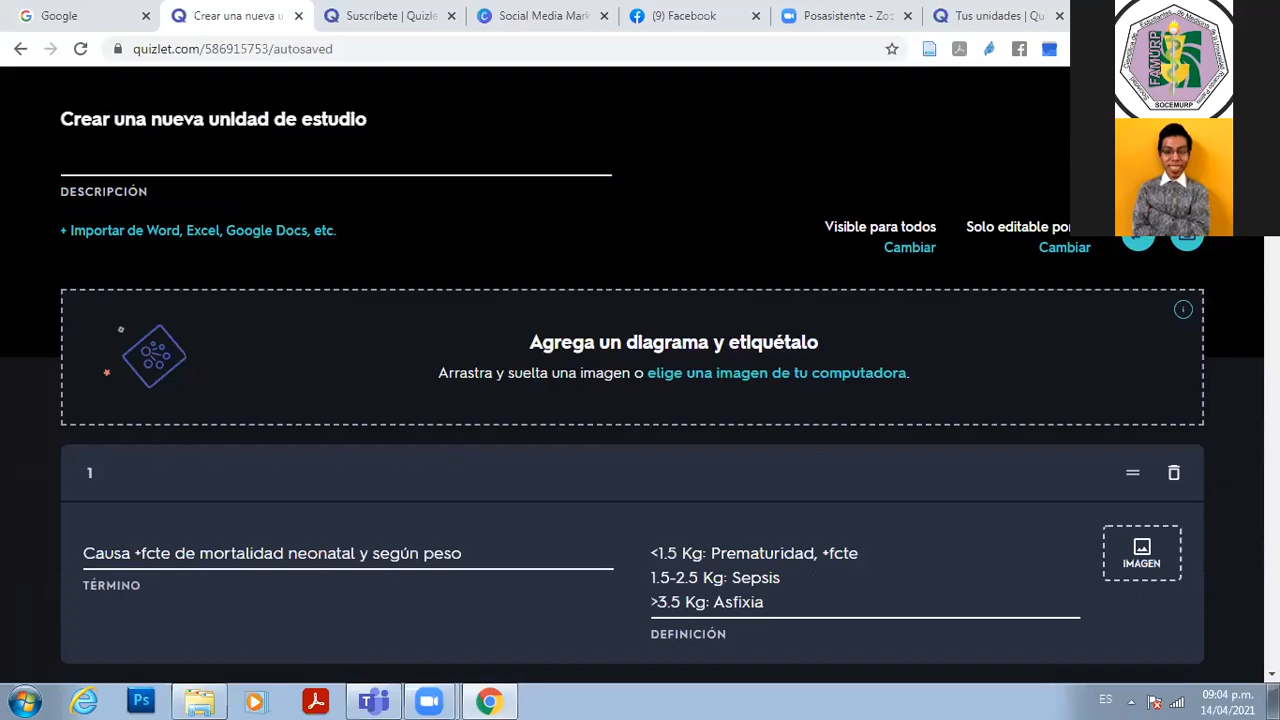 Google
Crear una nueva u
Suscríbete | Quizle
Social Media Mark
(9) Facebook
Posasistente - Zoo
Tus unidades | Qu
quizlet.com/586915753/autosaved
FAMURP
SOCEMURP
Crear una nueva unidad de estudio
DESCRIPCIÓN
+ Importar de Word, Excel, Google Docs, etc.
Visible para todos
Cambiar
Solo editable por
Cambiar
Agrega un diagrama y etiquétalo
Arrastra y suelta una imagen o elige una imagen de tu computadora.
1
Causa +fcte de mortalidad neonatal y según peso
TÉRMINO
<1.5 Kg: Prematuridad, +fcte
1.5-2.5 Kg: Sepsis
>3.5 Kg: Asfixia
DEFINICIÓN
IMAGEN
Ps
ES
09:04 p.m.
14/04/2021